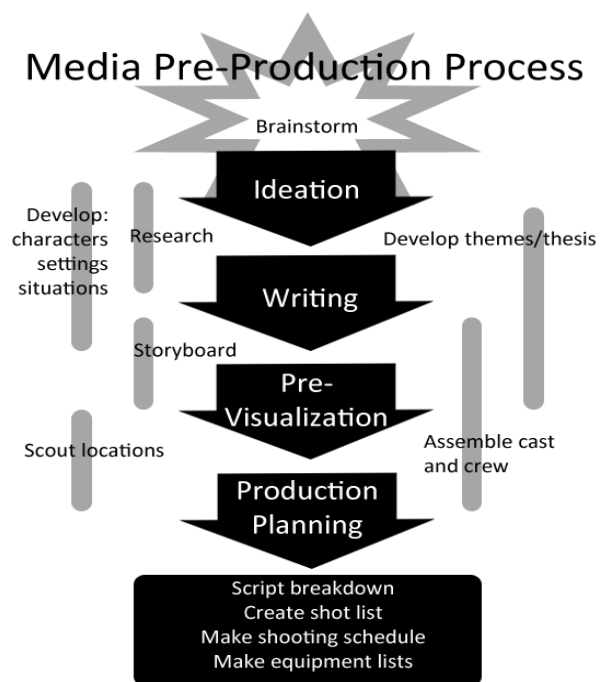 Media Pre-Production Process
Brainstorm
Ideation
Develop:
characters
settings
situations
Research
Develop themes/thesis
Writing
Storyboard
Pre-
Visualization
Scout locations
Assemble cast
and crew
Production
Planning
Script breakdown
Create shot list
Make shooting schedule
Make equipment lists